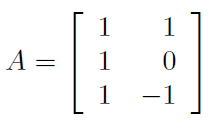 A = [ 1 1
1 0
1 −1 ]